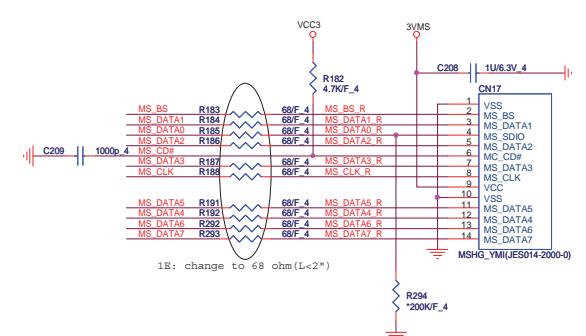 VCC3
3VMS
C208
1U/6.3V_4
R182
4.7K/F_4
CN17
MS_BS R183 68/F_4 MS_BS_R 1 VSS
MS_DATA1 R184 68/F_4 MS_DATA1_R 2 MS_BS
MS_DATA0 R185 68/F_4 MS_DATA0_R 3 MS_DATA1
MS_DATA2 R186 68/F_4 MS_DATA2_R 4 MS_SDIO
C209 1000p_4 MS_CD# 5 MS_DATA2
6 MC_CD#
MS_DATA3 R187 68/F_4 MS_DATA3_R 7 MS_DATA3
MS_CLK R188 68/F_4 MS_CLK_R 8 MS_CLK
9 VCC
10 VSS
MS_DATA5 R191 68/F_4 MS_DATA5_R 11 MS_DATA5
MS_DATA4 R192 68/F_4 MS_DATA4_R 12 MS_DATA4
MS_DATA6 R292 68/F_4 MS_DATA6_R 13 MS_DATA6
MS_DATA7 R293 68/F_4 MS_DATA7_R 14 MS_DATA7
MSHG_YMI(JES014-2000-0)
1E: change to 68 ohm(L<2")
R294
*200K/F_4